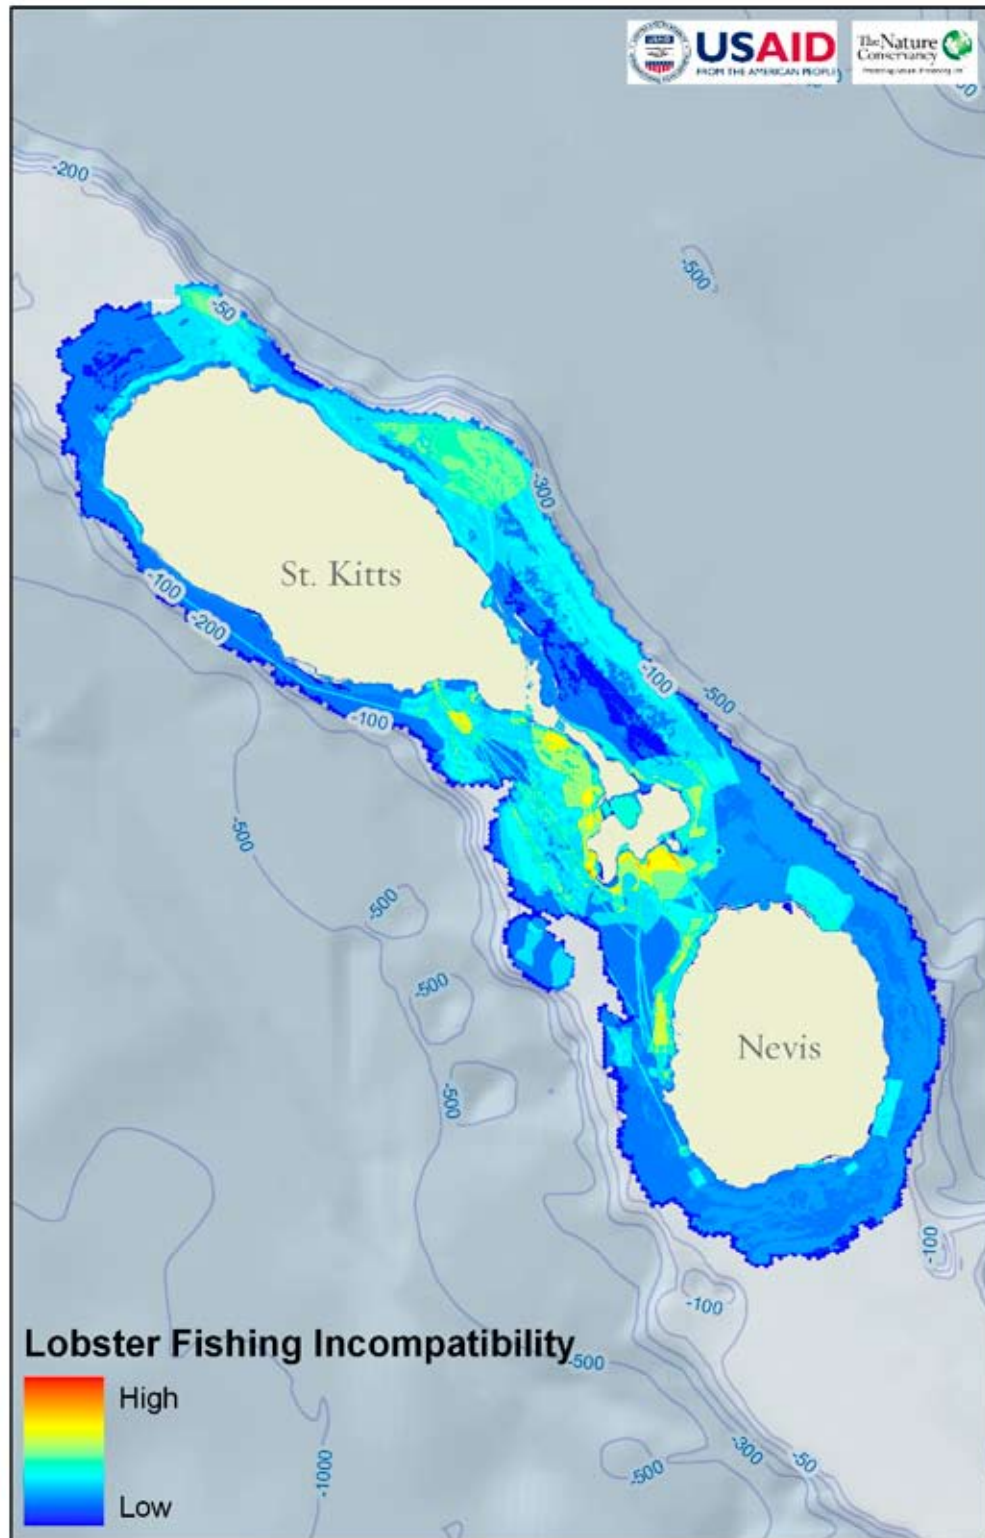 USAID
FROM THE AMERICAN PEOPLE
The Nature
Conservancy
-200
-500
-50
-300
St. Kitts
-100
-200
-100
-100
-500
-500
-500
-500
Nevis
-500
-100
-100
Lobster Fishing Incompatibility
-500
High
Low
-1000
-500
-300
-50